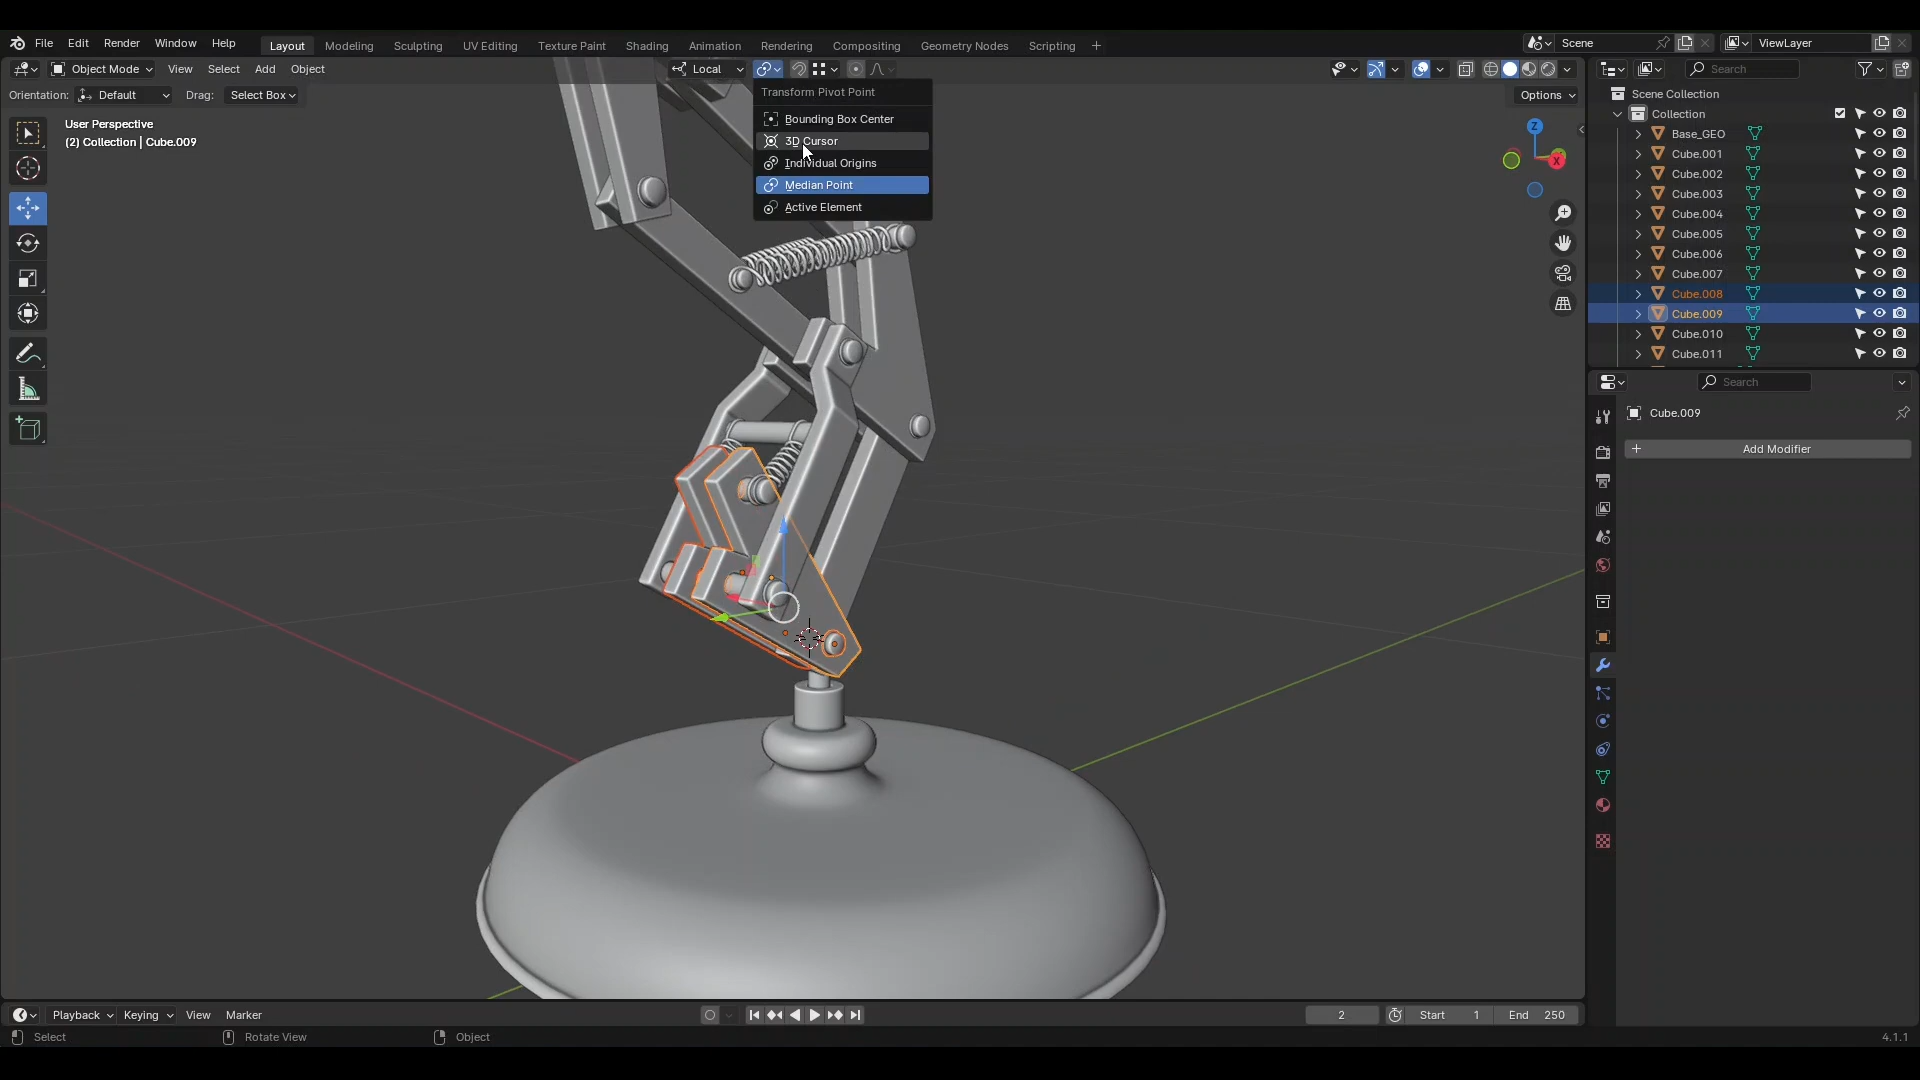 File Edit Render Window Help
Layout Modeling Sculpting UV Editing Texture Paint Shading Animation Rendering Compositing Geometry Nodes Scripting +
Scene
ViewLayer
Object Mode View Select Add Object
Local
Search
Orientation: Default Drag: Select Box
Options
User Perspective
(2) Collection | Cube.009
Transform Pivot Point
Bounding Box Center
3D Cursor
Individual Origins
Median Point
Active Element
Z
X
Scene Collection
Collection
Base_GEO
Cube.001
Cube.002
Cube.003
Cube.004
Cube.005
Cube.006
Cube.007
Cube.008
Cube.009
Cube.010
Cube.011
Search
Cube.009
+ Add Modifier
Playback Keying View Marker
2
Start 1
End 250
Select
Rotate View
Object
4.1.1